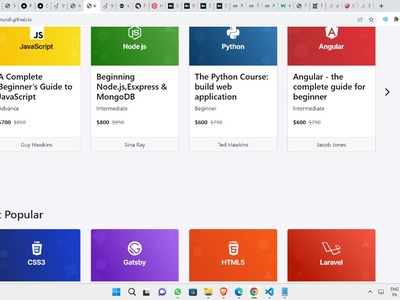 murali.github.io
JS
JavaScript
Node js
Python
Angular
A Complete
Beginner's Guide to
JavaScript
Advance
$700 $850
Guy Hawkins
Beginning
Node.js,Esxpress &
MongoDB
Intermediate
$800 $950
Sina Ray
The Python Course:
build web
application
Beginner
$600 $750
Ted Hawkins
Angular - the
complete guide for
beginner
Intermediate
$600 $750
Jacob Jones
Popular
CSS3
Gatsby
HTML5
Laravel
ENG
IN